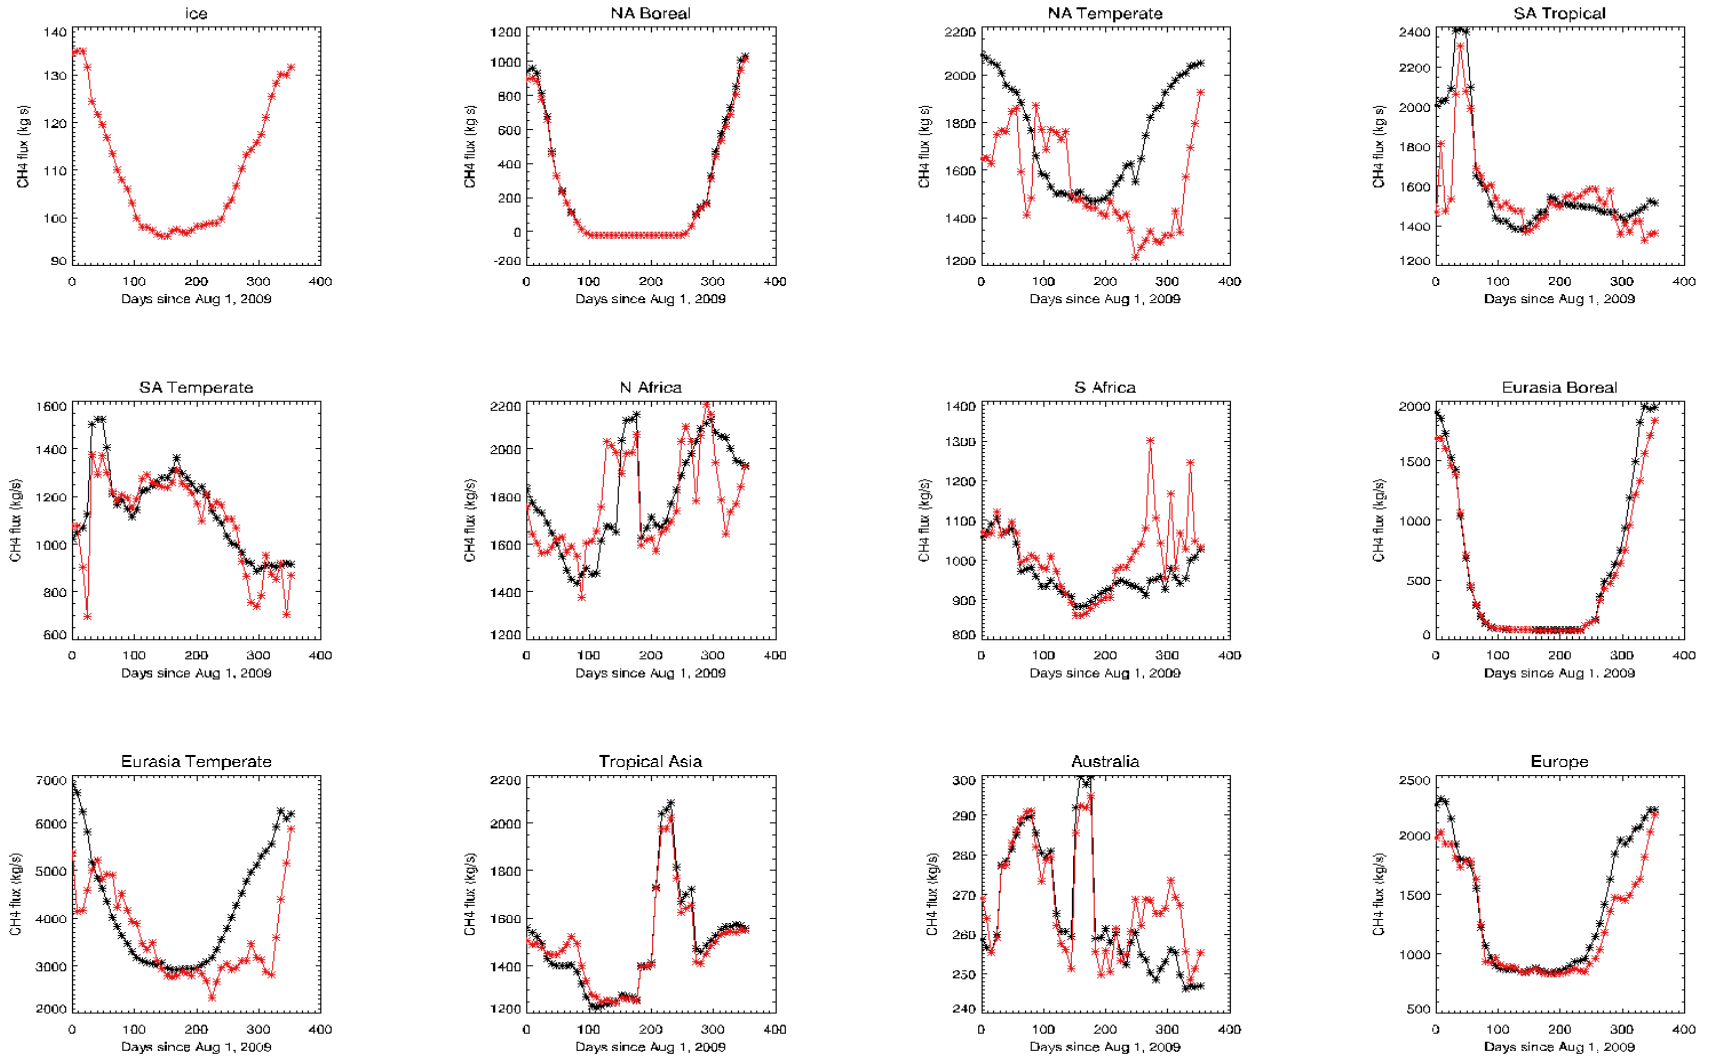 ice
NA Boreal
NA Temperate
SA Tropical
140
130
120
110
100
90
CH4 flux (kg s)
0 100 200 300 400
Days since Aug 1, 2009
1200
1000
800
600
400
200
0
-200
CH4 flux (kg s)
0 100 200 300 400
Days since Aug 1, 2009
2200
2000
1800
1600
1400
1200
CH4 flux (kg s)
0 100 200 300 400
Days since Aug 1, 2009
2400
2200
2000
1800
1600
1400
1200
CH4 flux (kg s)
0 100 200 300 400
Days since Aug 1, 2009
SA Temperate
N Africa
S Africa
Eurasia Boreal
1600
1400
1200
1000
800
600
CH4 flux (kg/s)
0 100 200 300 400
Days since Aug 1, 2009
2200
2000
1800
1600
1400
1200
CH4 flux (kg/s)
0 100 200 300 400
Days since Aug 1, 2009
1400
1300
1200
1100
1000
900
800
CH4 flux (kg/s)
0 100 200 300 400
Days since Aug 1, 2009
2000
1500
1000
500
0
CH4 flux (kg/s)
0 100 200 300 400
Days since Aug 1, 2009
Eurasia Temperate
Tropical Asia
Australia
Europe
7000
6000
5000
4000
3000
2000
CH4 flux (kg/s)
0 100 200 300 400
Days since Aug 1, 2009
2200
2000
1800
1600
1400
1200
CH4 flux (kg/s)
0 100 200 300 400
Days since Aug 1, 2009
300
290
280
270
260
250
240
CH4 flux (kg/s)
0 100 200 300 400
Days since Aug 1, 2009
2500
2000
1500
1000
500
CH4 flux (kg/s)
0 100 200 300 400
Days since Aug 1, 2009